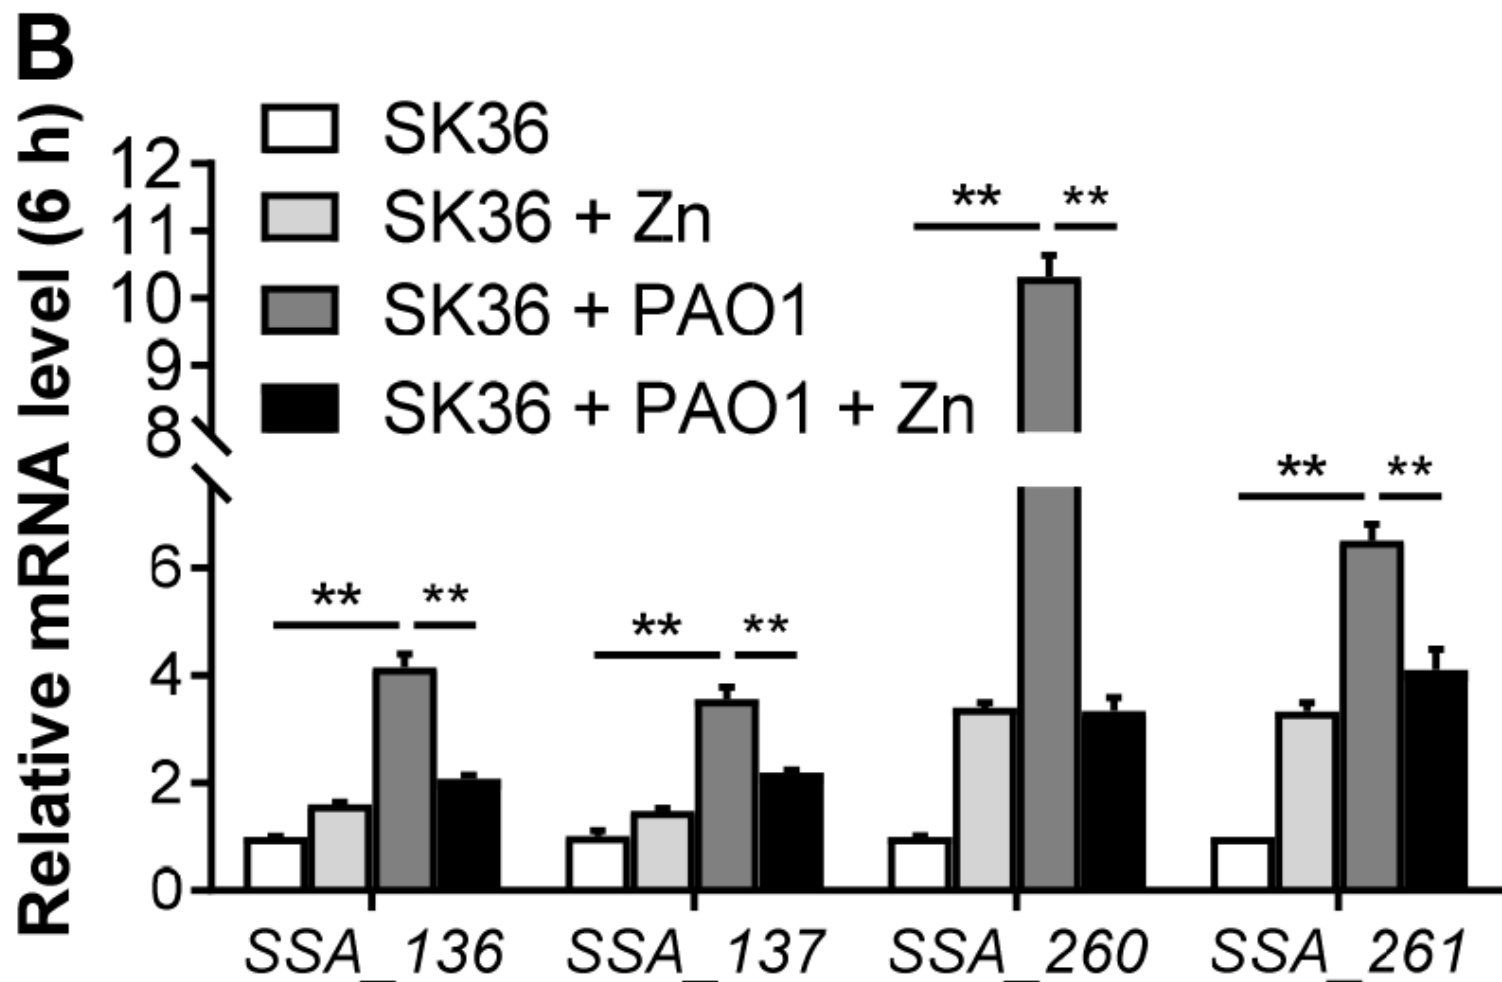 B
Relative mRNA level (6 h)
SK36
SK36 + Zn
SK36 + PAO1
SK36 + PAO1 + Zn
12
11
10
9
8
6
4
2
0
** **
** **
** **
** **
SSA_136 SSA_137 SSA_260 SSA_261